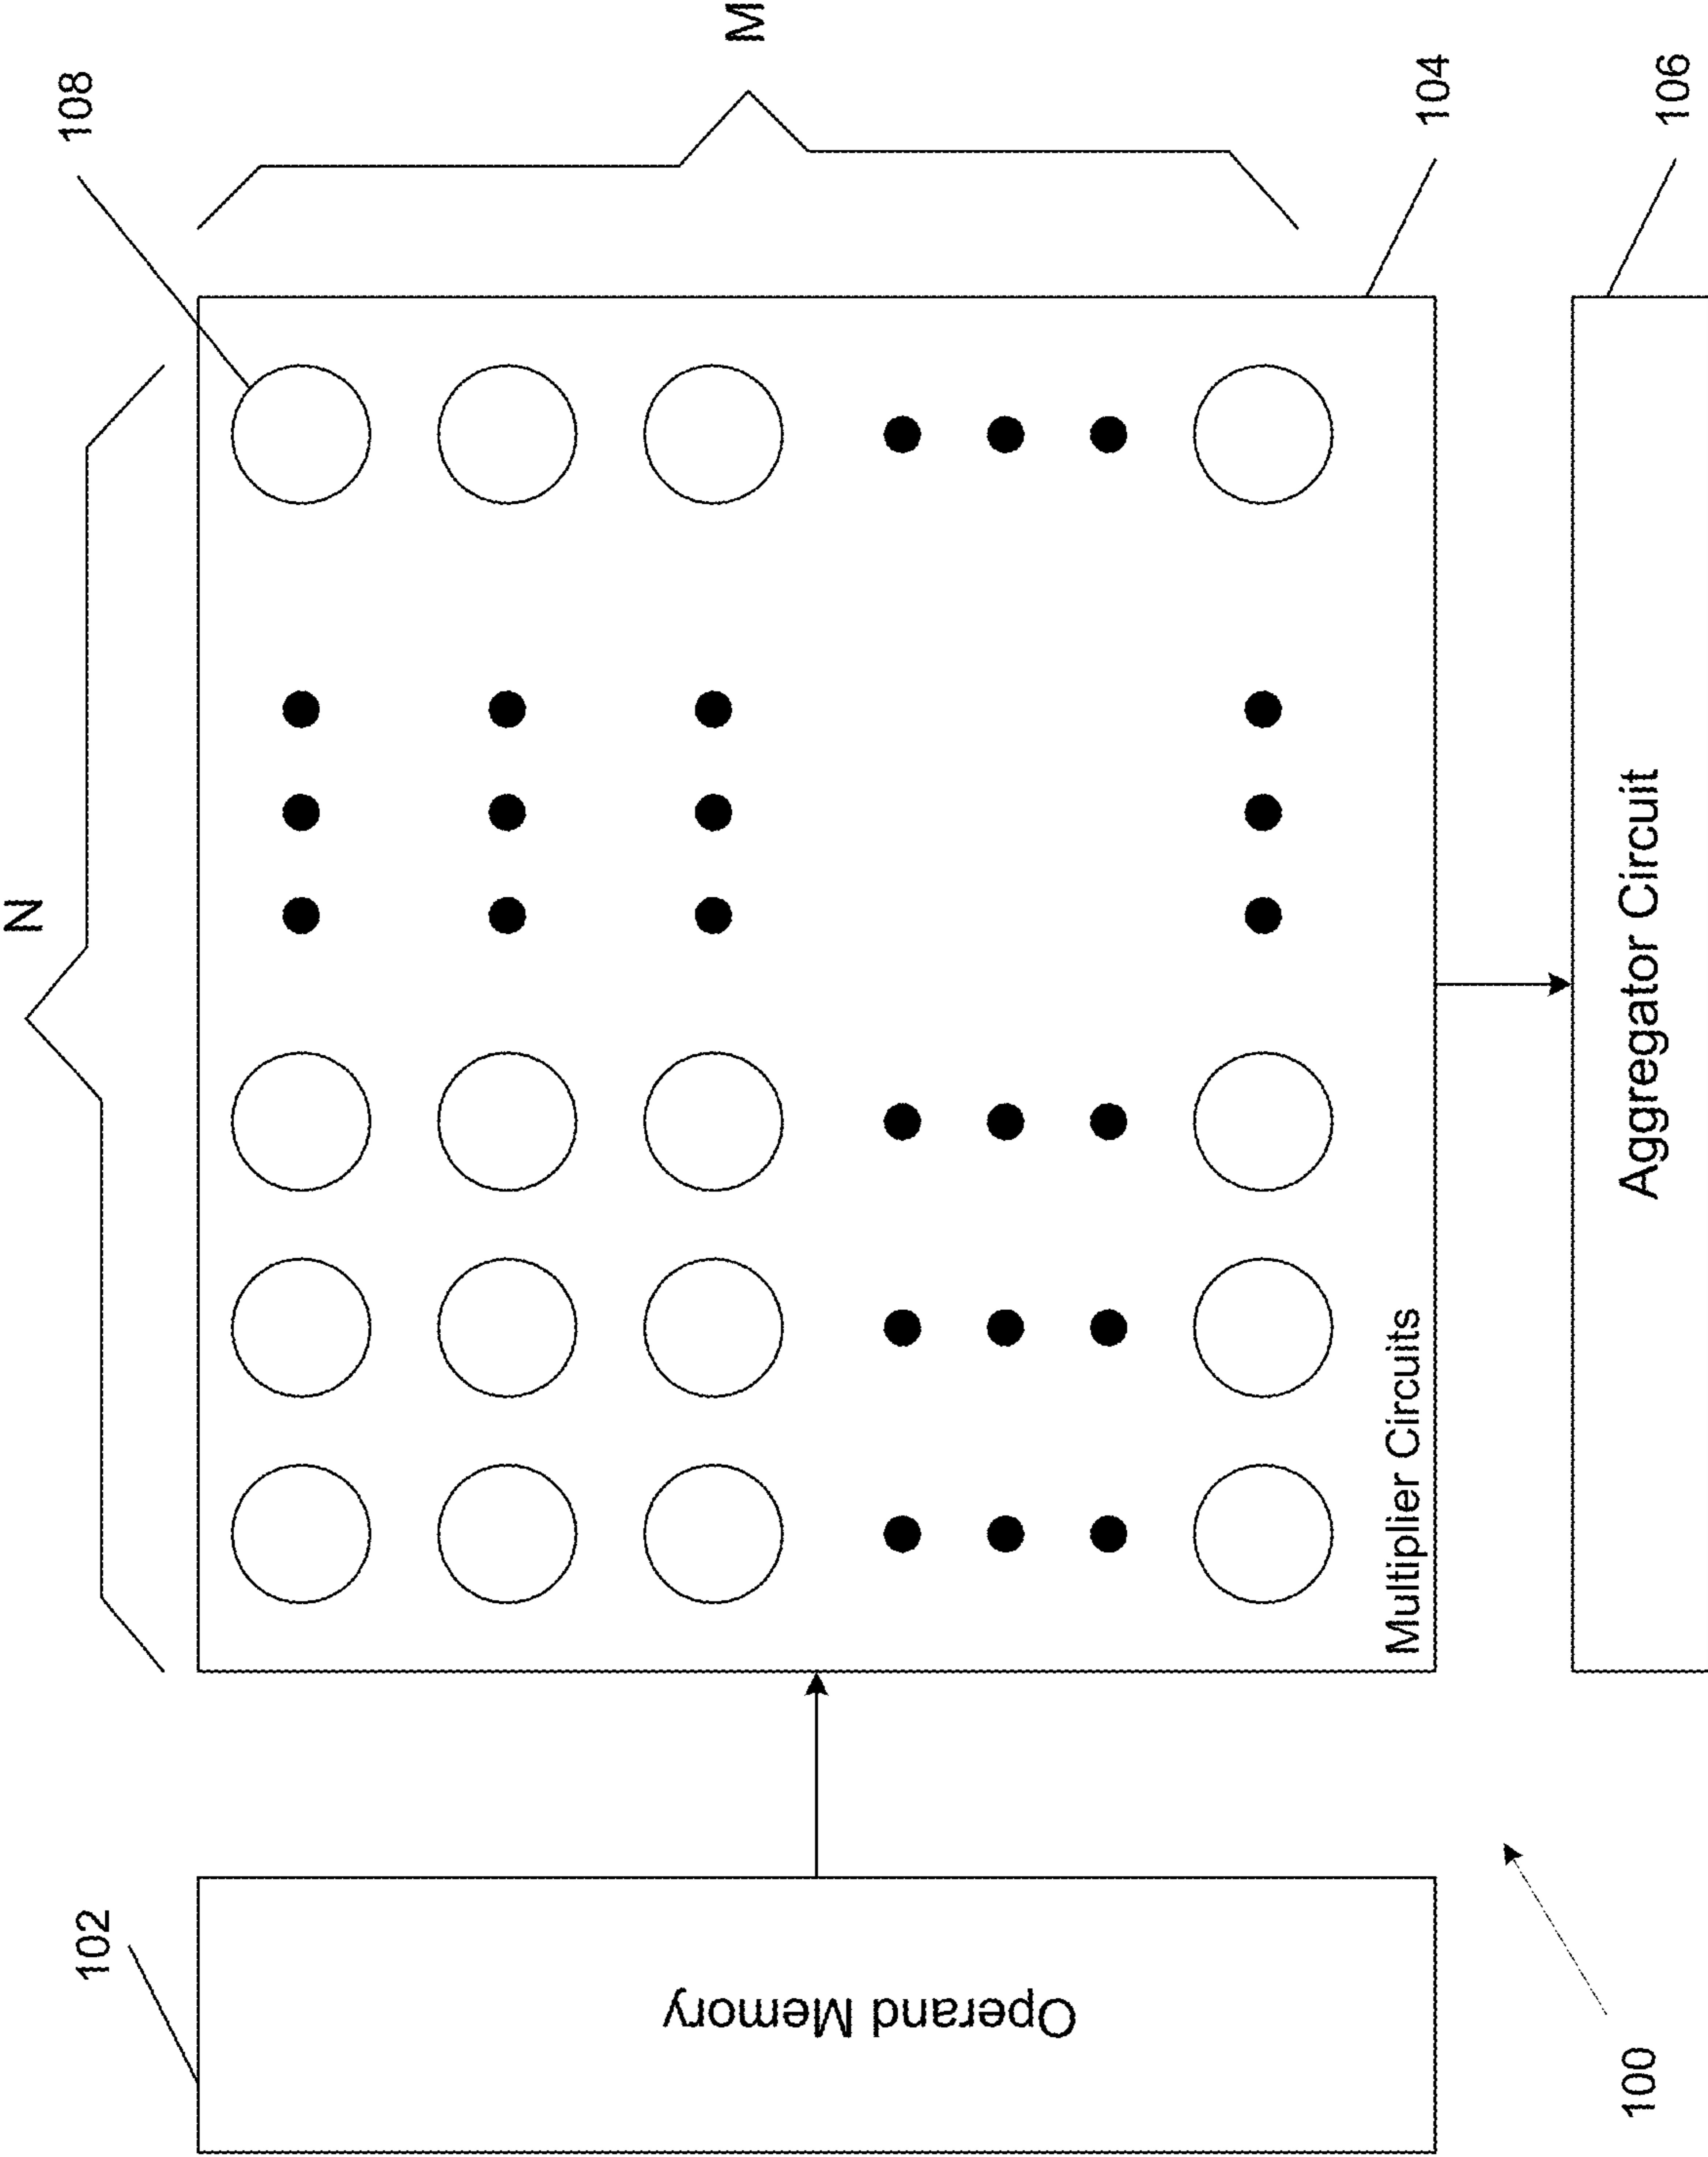 N
M
108
104
106
102
100
Operand Memory
Multiplier Circuits
Aggregator Circuit